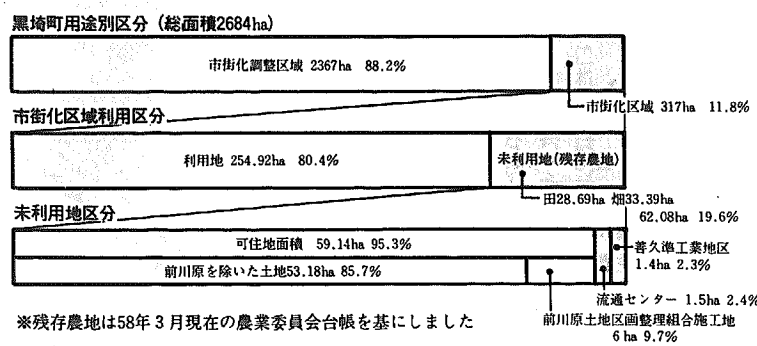 黒埼町用途別区分（総面積2684ha）
市街化調整区域 2367ha 88.2%
市街化区域 317ha 11.8%
市街化区域利用区分
利用地 254.92ha 80.4%
未利用地(残存農地)
田28.69ha 畑33.39ha
62.08ha 19.6%
未利用地区分
可住地面積 59.14ha 95.3%
善久準工業地区
1.4ha 2.3%
前川原を除いた土地53.18ha 85.7%
流通センター 1.5ha 2.4%
前川原土地区画整理組合施工地
6ha 9.7%
※残存農地は58年3月現在の農業委員会台帳を基にしました